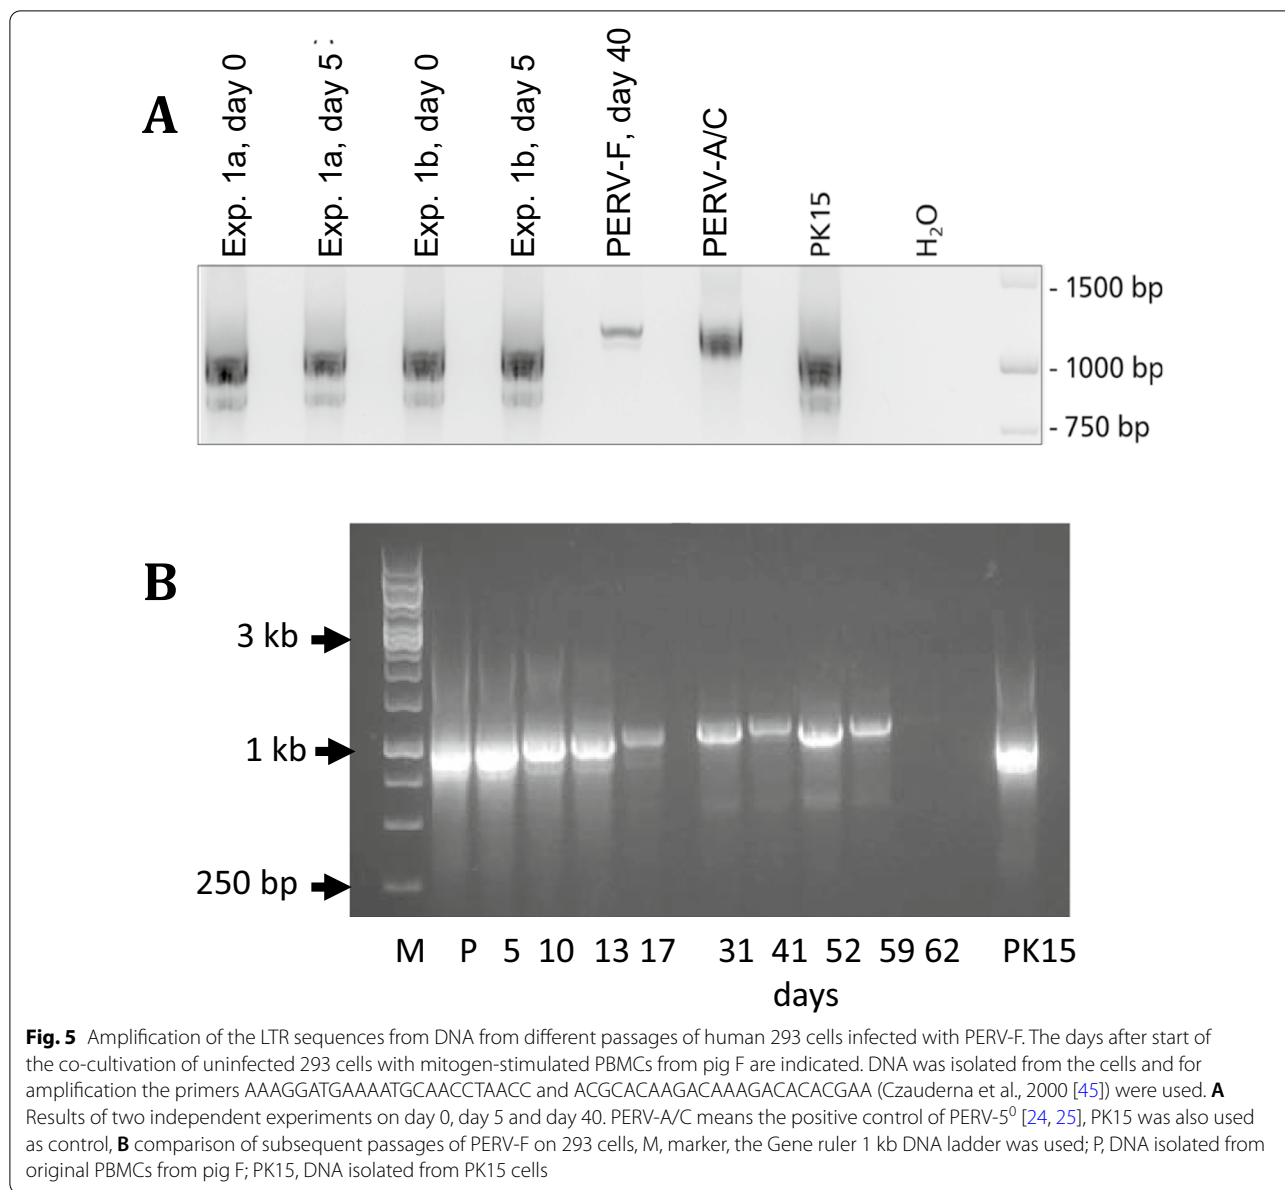 A
Exp. 1a, day 0
Exp. 1a, day 5
Exp. 1b, day 0
Exp. 1b, day 5
PERV-F, day 40
PERV-A/C
PK15
H₂O
- 1500 bp
- 1000 bp
- 750 bp
B
3 kb
1 kb
250 bp
M P 5 10 13 17 31 41 52 59 62 PK15
days
Fig. 5 Amplification of the LTR sequences from DNA from different passages of human 293 cells infected with PERV-F. The days after start of
the co-cultivation of uninfected 293 cells with mitogen-stimulated PBMCs from pig F are indicated. DNA was isolated from the cells and for
amplification the primers AAAGGATGAAAATGCAACCTAACC and ACGCACAAGACAAAGACACACGAA (Czauderna et al., 2000 [45]) were used. A
Results of two independent experiments on day 0, day 5 and day 40. PERV-A/C means the positive control of PERV-5⁰ [24, 25], PK15 was also used
as control, B comparison of subsequent passages of PERV-F on 293 cells, M, marker, the Gene ruler 1 kb DNA ladder was used; P, DNA isolated from
original PBMCs from pig F; PK15, DNA isolated from PK15 cells